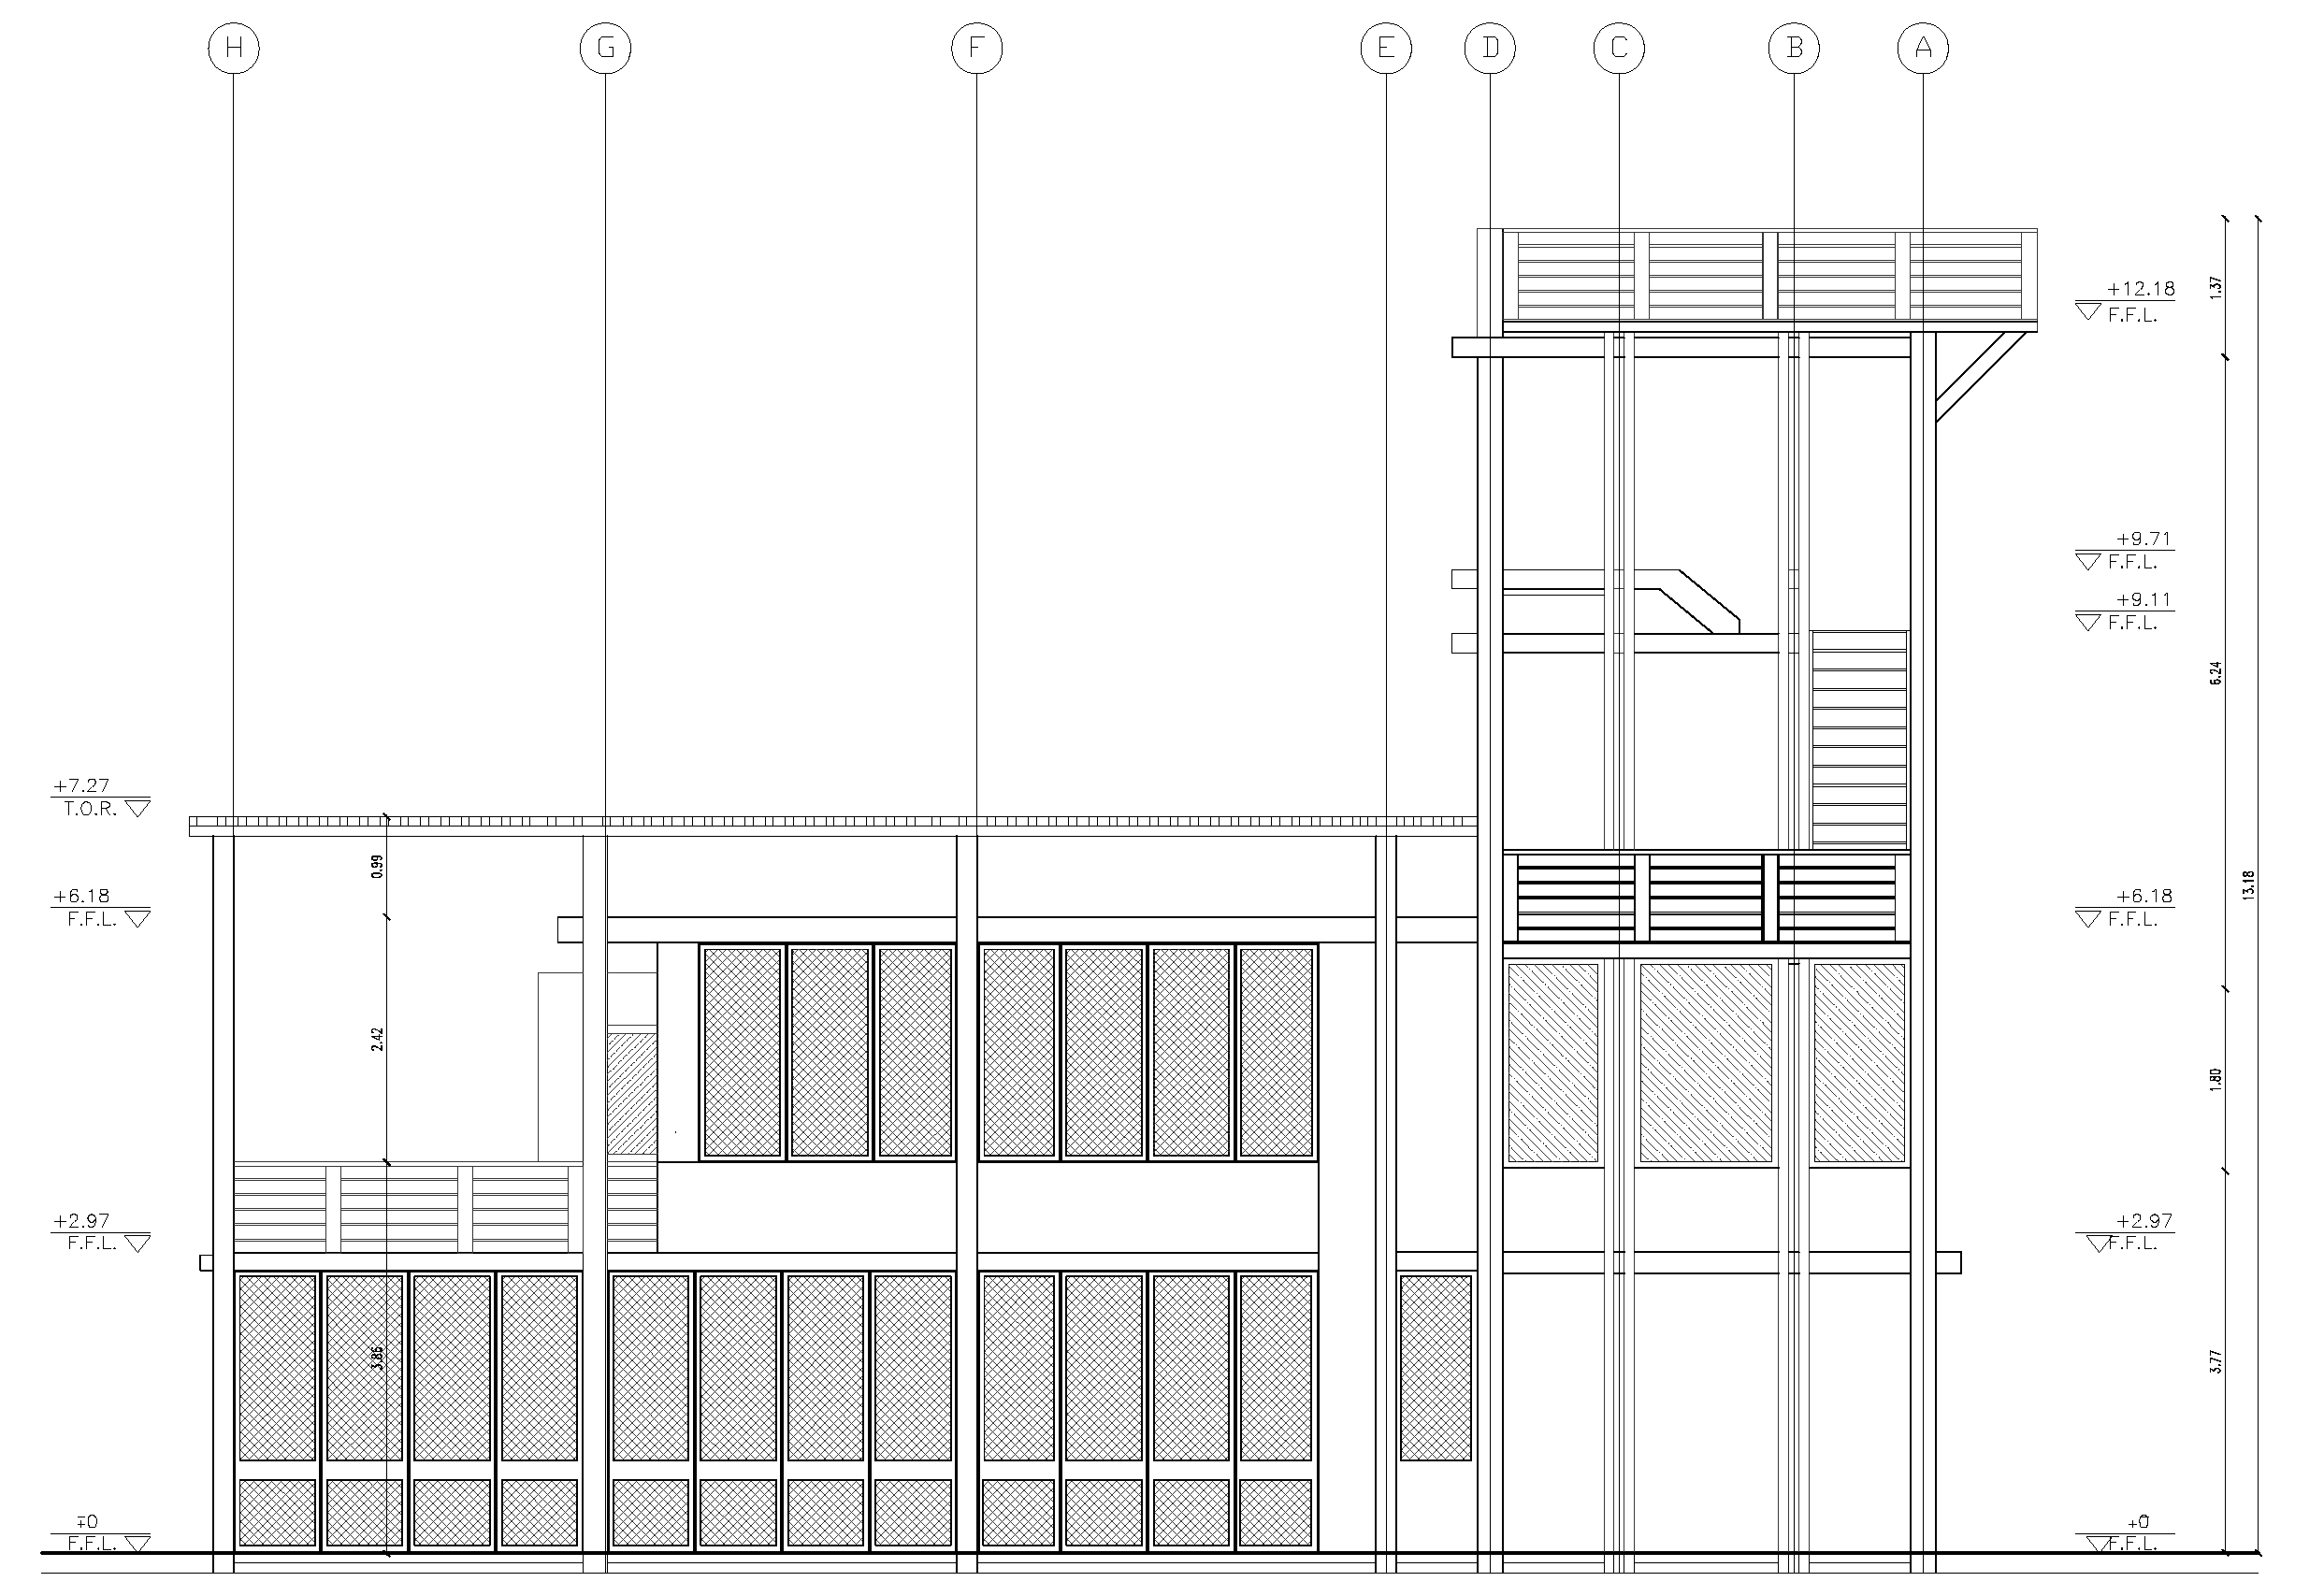 H G F E D C B A
+12.18
F.F.L.
1.37
+9.71
F.F.L.
+9.11
F.F.L.
6.24
+7.27
T.O.R.
0.99
+6.18
F.F.L.
+6.18
F.F.L.
13.18
2.42
1.80
+2.97
F.F.L.
+2.97
F.F.L.
3.86
3.77
∓0
F.F.L.
+0
F.F.L.